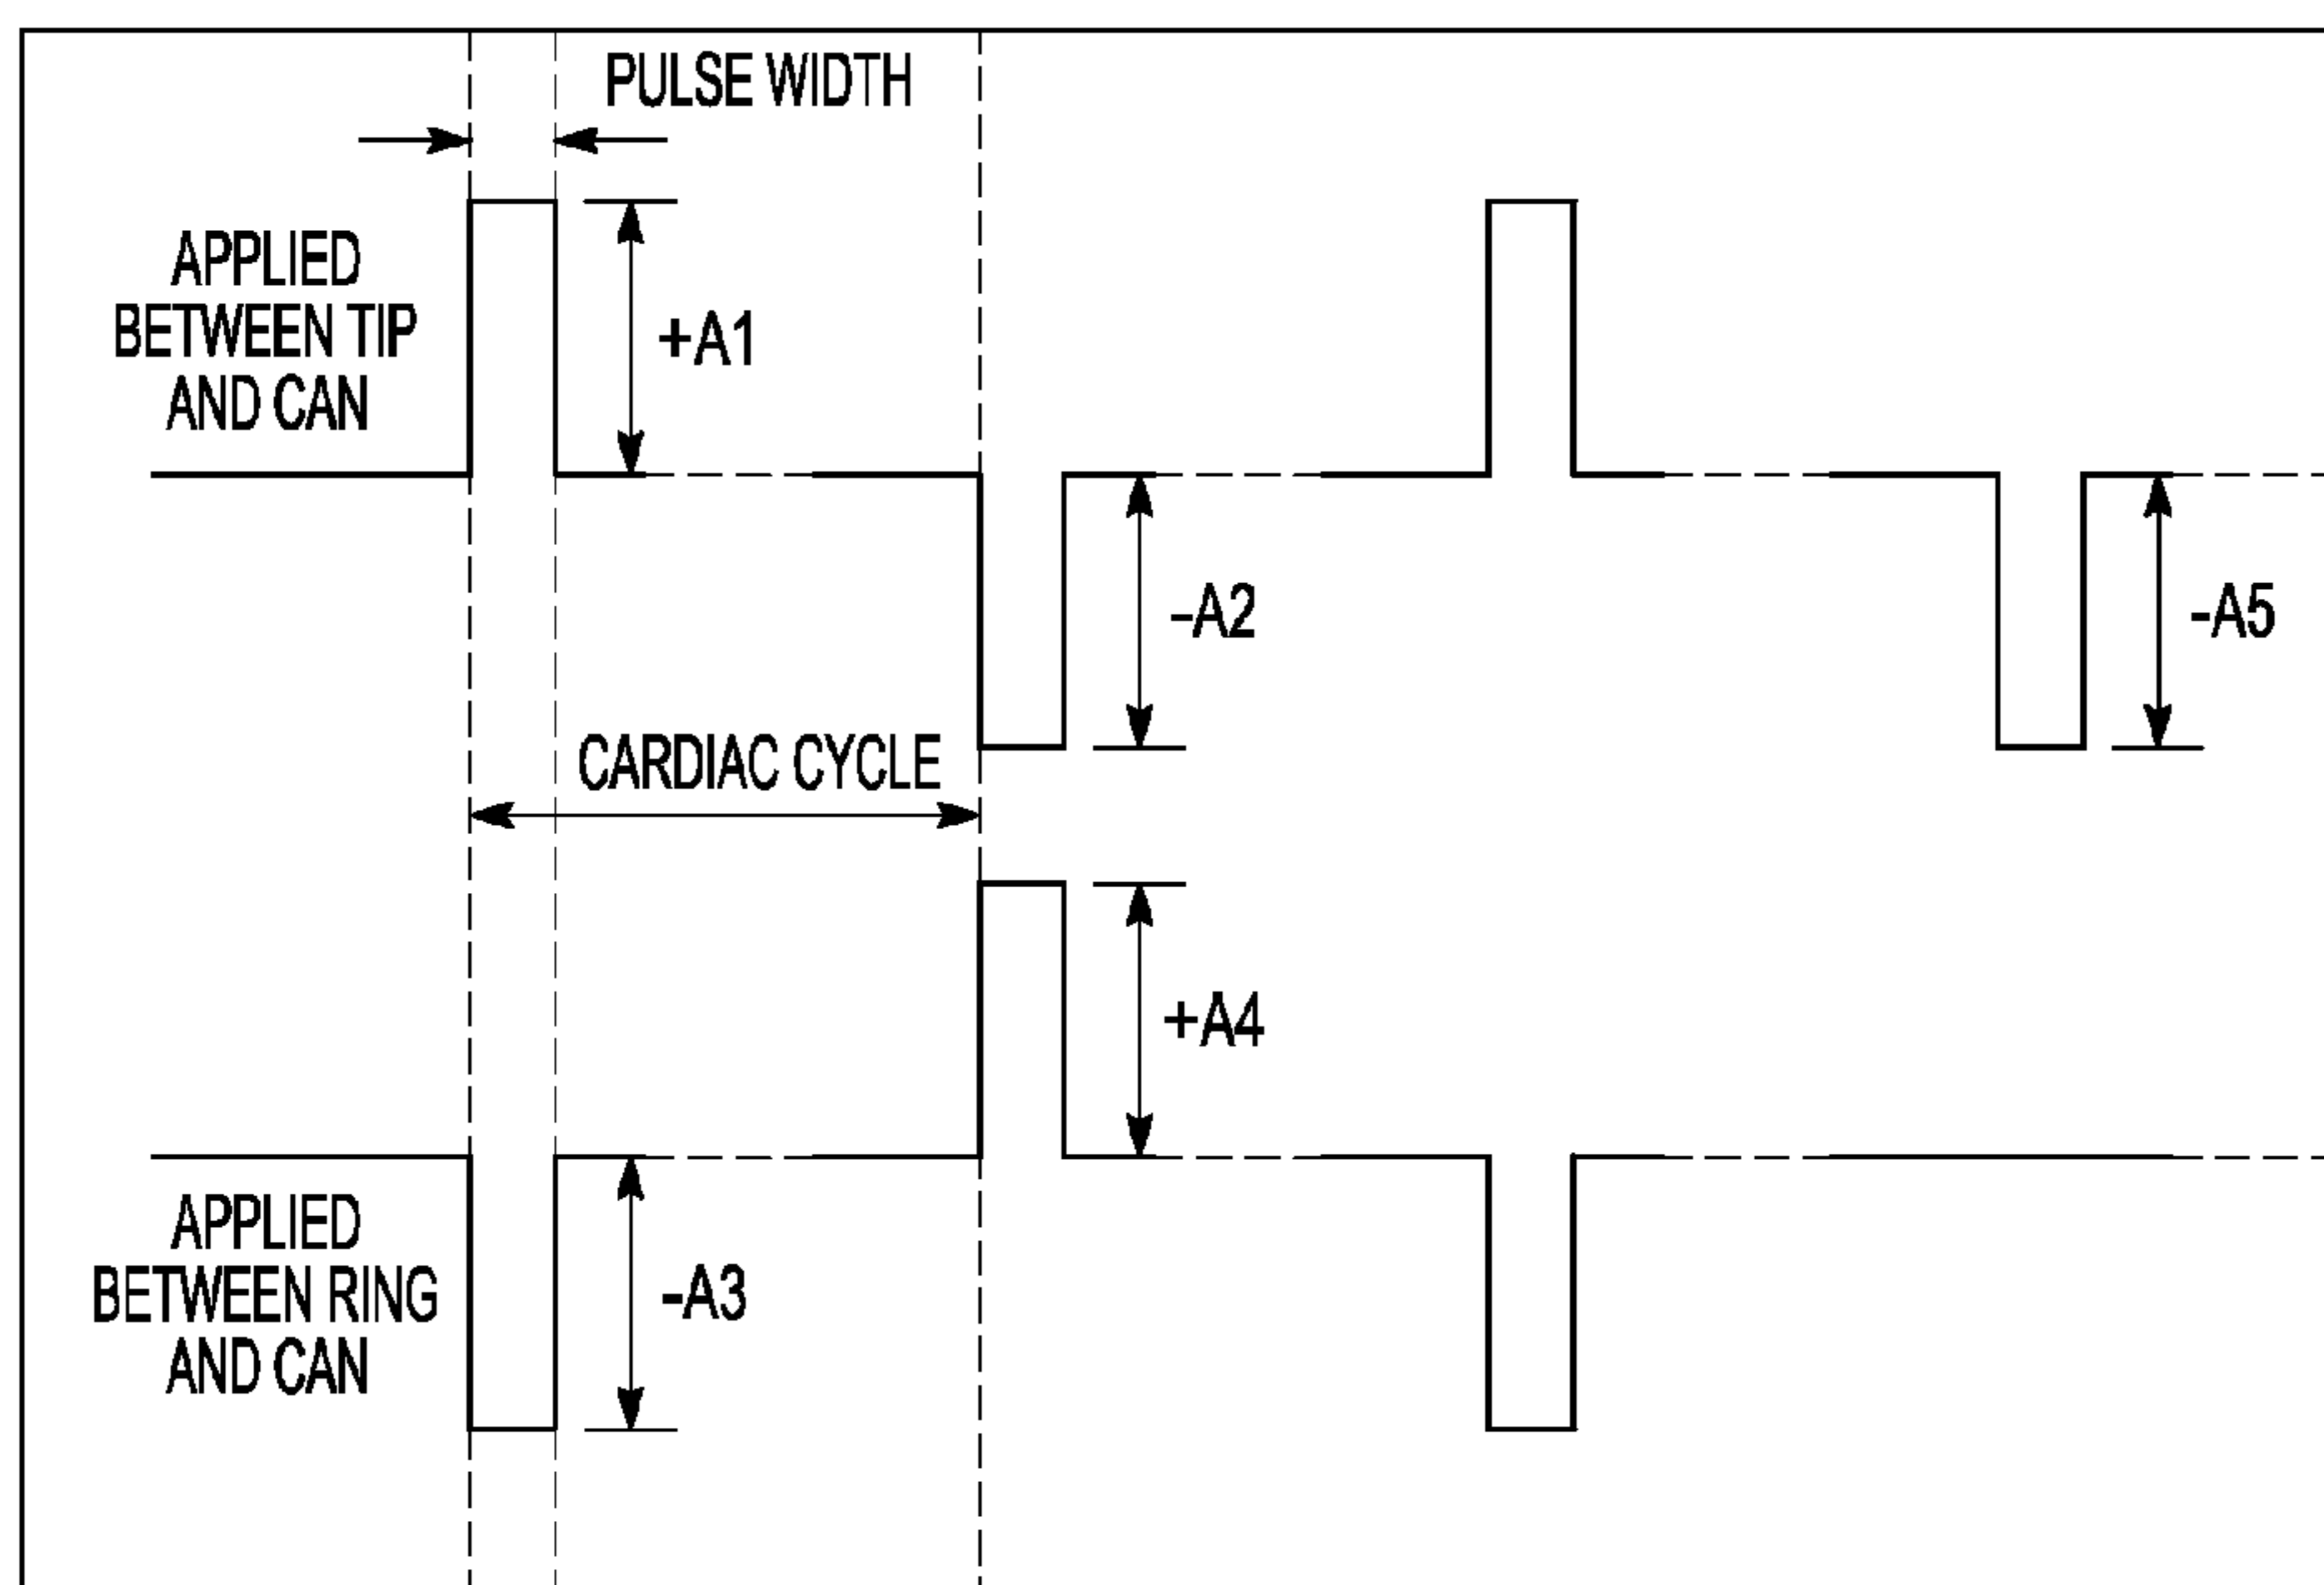 PULSE WIDTH
APPLIED
BETWEEN TIP
AND CAN
+A1
-A2
-A5
CARDIAC CYCLE
+A4
APPLIED
BETWEEN RING
AND CAN
-A3